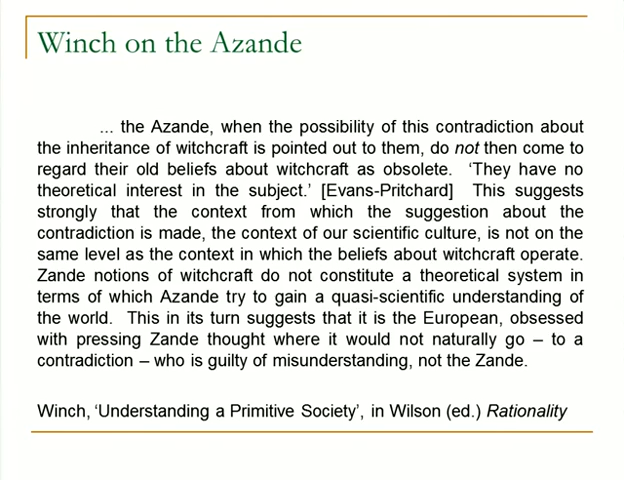 Winch on the Azande
... the Azande, when the possibility of this contradiction about
the inheritance of witchcraft is pointed out to them, do not then come to
regard their old beliefs about witchcraft as obsolete. ‘They have no
theoretical interest in the subject.’ [Evans-Pritchard] This suggests
strongly that the context from which the suggestion about the
contradiction is made, the context of our scientific culture, is not on the
same level as the context in which the beliefs about witchcraft operate.
Zande notions of witchcraft do not constitute a theoretical system in
terms of which Azande try to gain a quasi-scientific understanding of
the world. This in its turn suggests that it is the European, obsessed
with pressing Zande thought where it would not naturally go – to a
contradiction – who is guilty of misunderstanding, not the Zande.
Winch, ‘Understanding a Primitive Society’, in Wilson (ed.) Rationality